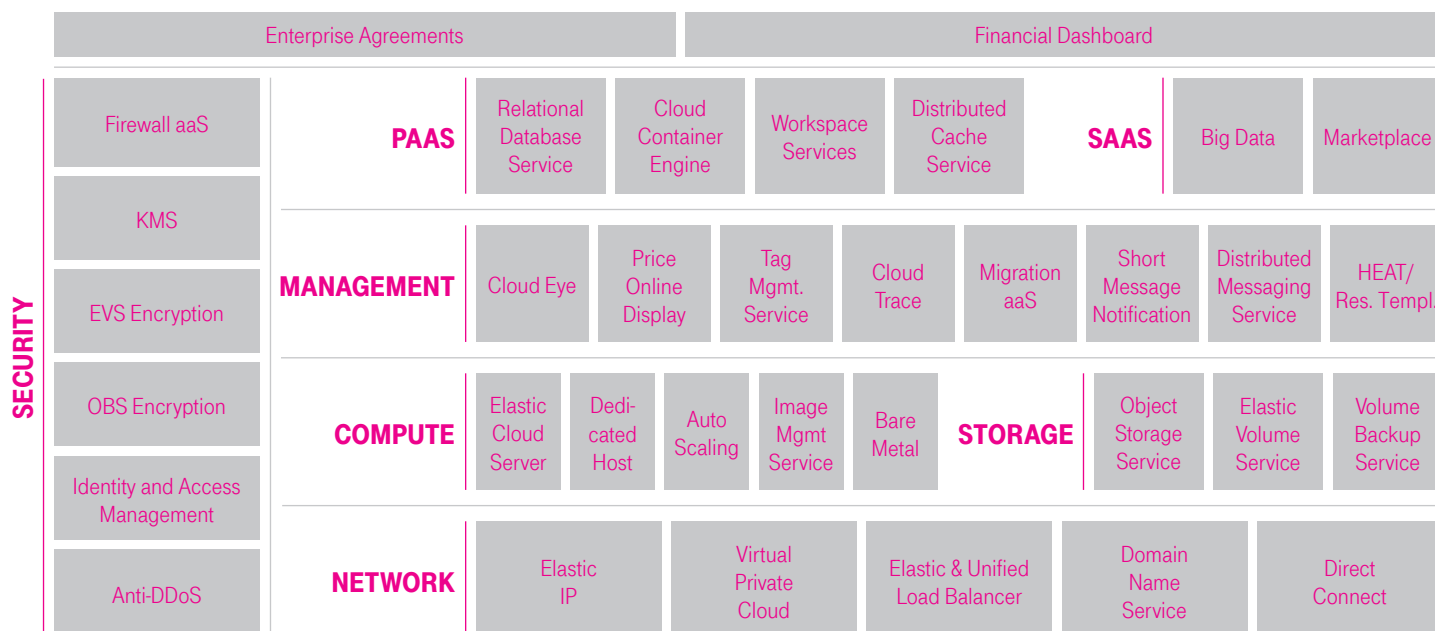 Enterprise Agreements
Financial Dashboard
SECURITY
Firewall aaS
KMS
EVS Encryption
OBS Encryption
Identity and Access
Management
Anti-DDoS
PAAS
Relational
Database
Service
Cloud
Container
Engine
Workspace
Services
Distributed
Cache
Service
SAAS
Big Data
Marketplace
MANAGEMENT
Cloud Eye
Price
Online
Display
Tag
Mgmt.
Service
Cloud
Trace
Migration
aaS
Short
Message
Notification
Distributed
Messaging
Service
HEAT/
Res. Templ.
COMPUTE
Elastic
Cloud
Server
Dedi-
cated
Host
Auto
Scaling
Image
Mgmt
Service
Bare
Metal
STORAGE
Object
Storage
Service
Elastic
Volume
Service
Volume
Backup
Service
NETWORK
Elastic
IP
Virtual
Private
Cloud
Elastic & Unified
Load Balancer
Domain
Name
Service
Direct
Connect